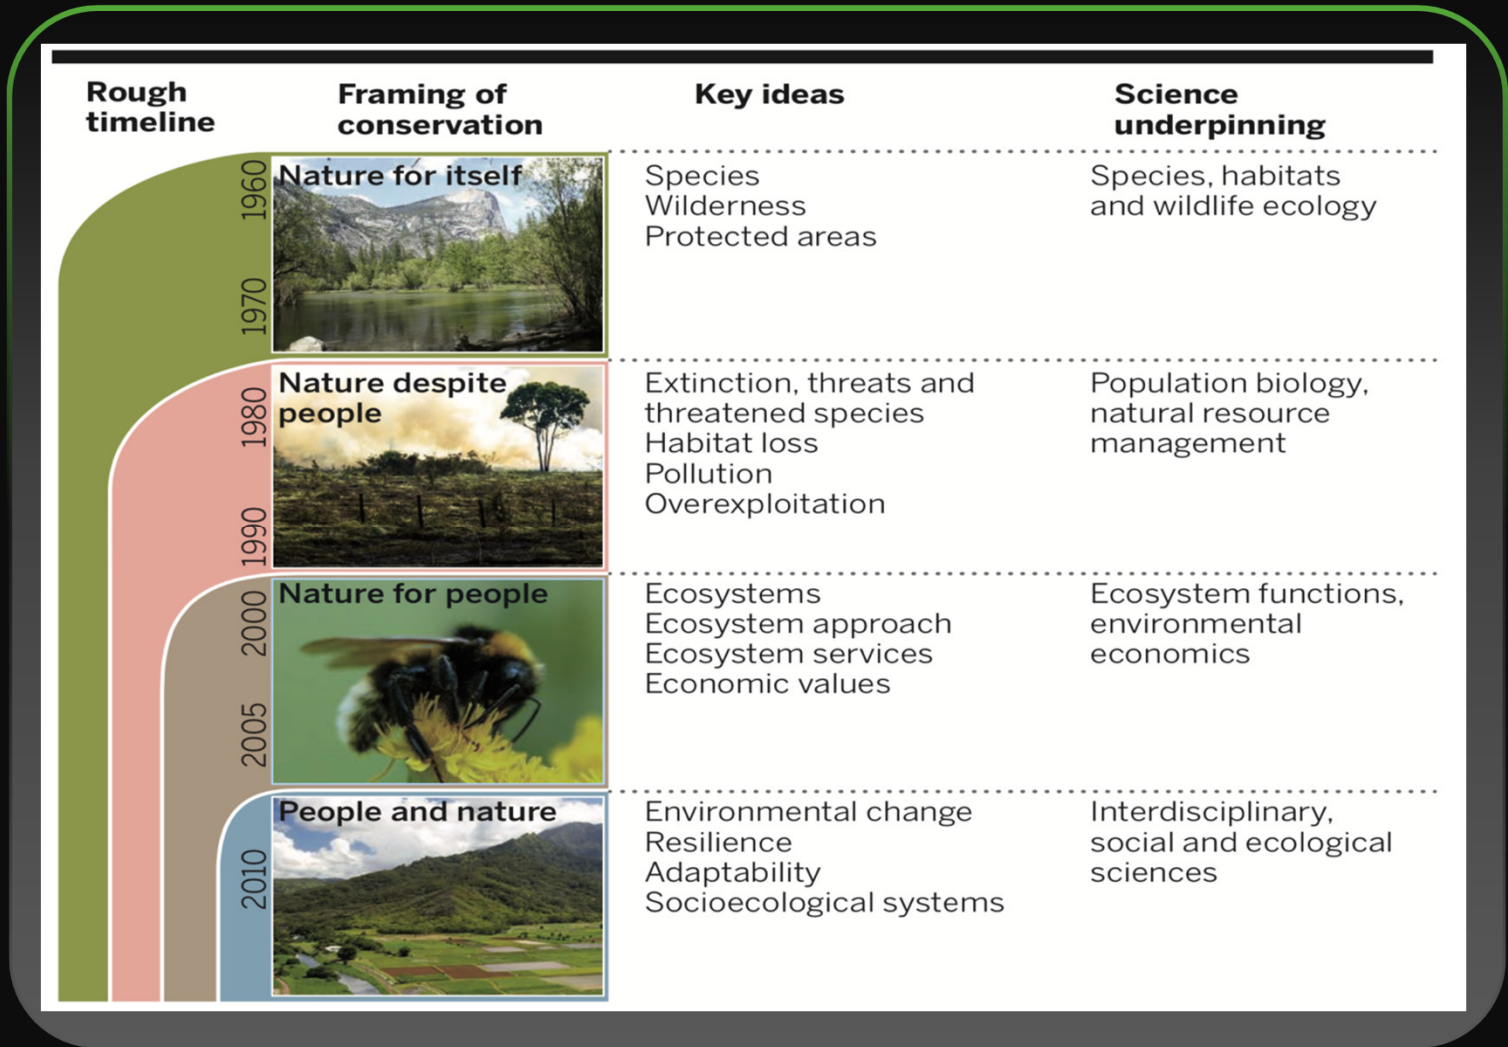 Rough
timeline
Framing of
conservation
Key ideas
Science
underpinning
1960
1970
Nature for itself
Species
Wilderness
Protected areas
Species, habitats
and wildlife ecology
1980
1990
Nature despite
people
Extinction, threats and
threatened species
Habitat loss
Pollution
Overexploitation
Population biology,
natural resource
management
2000
2005
Nature for people
Ecosystems
Ecosystem approach
Ecosystem services
Economic values
Ecosystem functions,
environmental
economics
2010
People and nature
Environmental change
Resilience
Adaptability
Socioecological systems
Interdisciplinary,
social and ecological
sciences